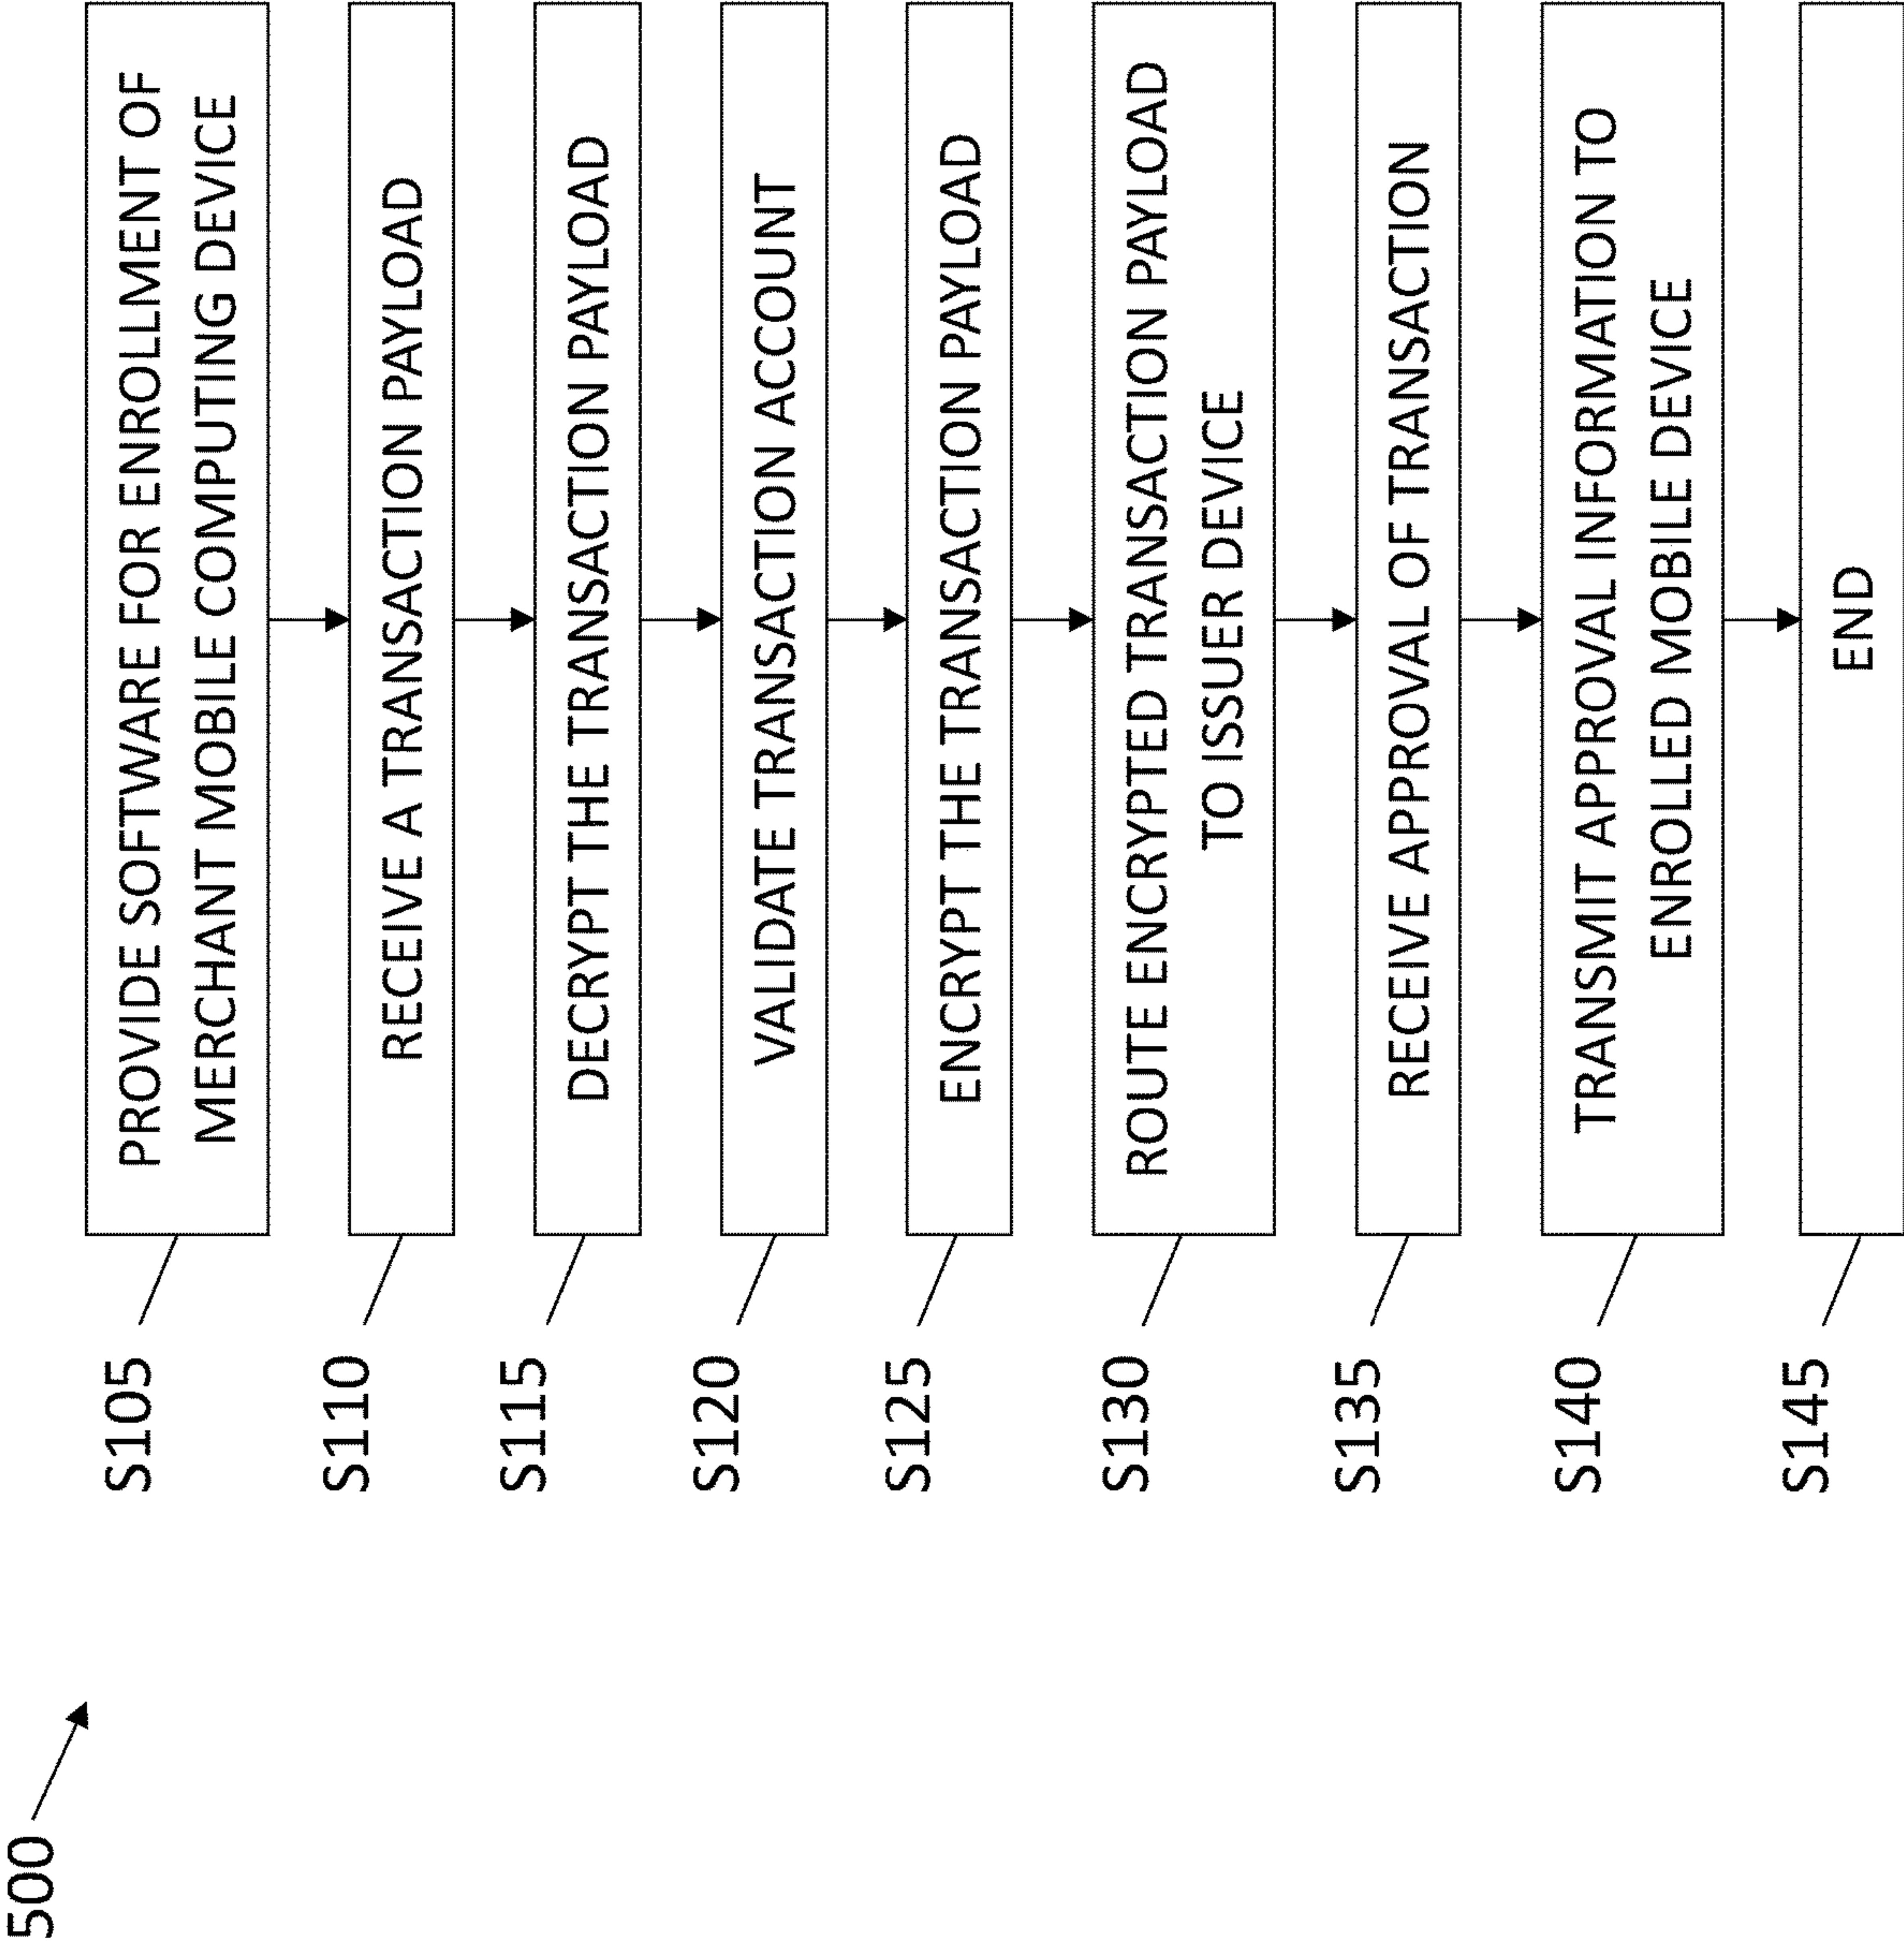 500
S105
PROVIDE SOFTWARE FOR ENROLLMENT OF
MERCHANT MOBILE COMPUTING DEVICE
S110
RECEIVE A TRANSACTION PAYLOAD
S115
DECRYPT THE TRANSACTION PAYLOAD
S120
VALIDATE TRANSACTION ACCOUNT
S125
ENCRYPT THE TRANSACTION PAYLOAD
S130
ROUTE ENCRYPTED TRANSACTION PAYLOAD
TO ISSUER DEVICE
S135
RECEIVE APPROVAL OF TRANSACTION
S140
TRANSMIT APPROVAL INFORMATION TO
ENROLLED MOBILE DEVICE
S145
END